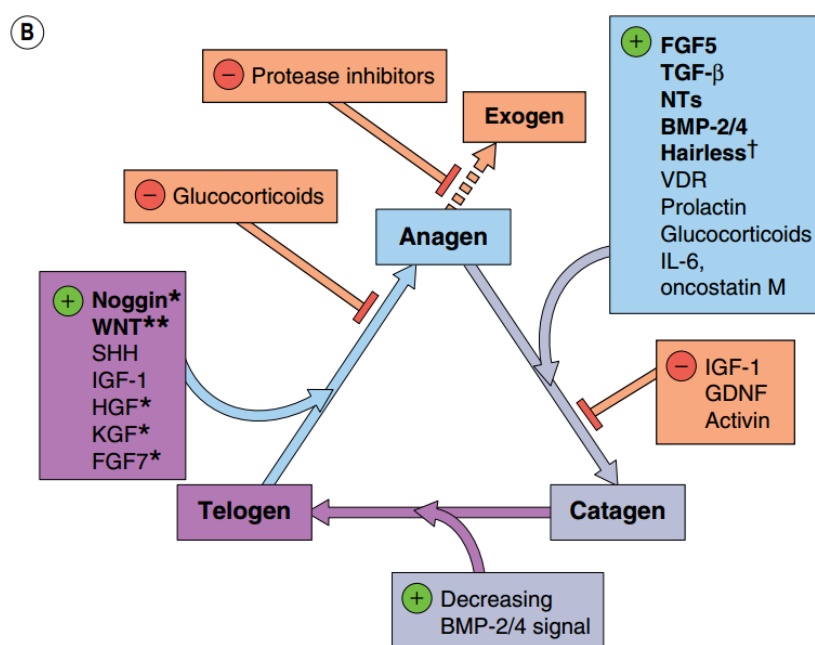 B
− Protease inhibitors
Exogen
− Glucocorticoids
Anagen
+ FGF5
TGF-β
NTs
BMP-2/4
Hairless†
VDR
Prolactin
Glucocorticoids
IL-6,
oncostatin M
+ Noggin*
WNT**
SHH
IGF-1
HGF*
KGF*
FGF7*
− IGF-1
GDNF
Activin
Telogen
Catagen
+ Decreasing
BMP-2/4 signal